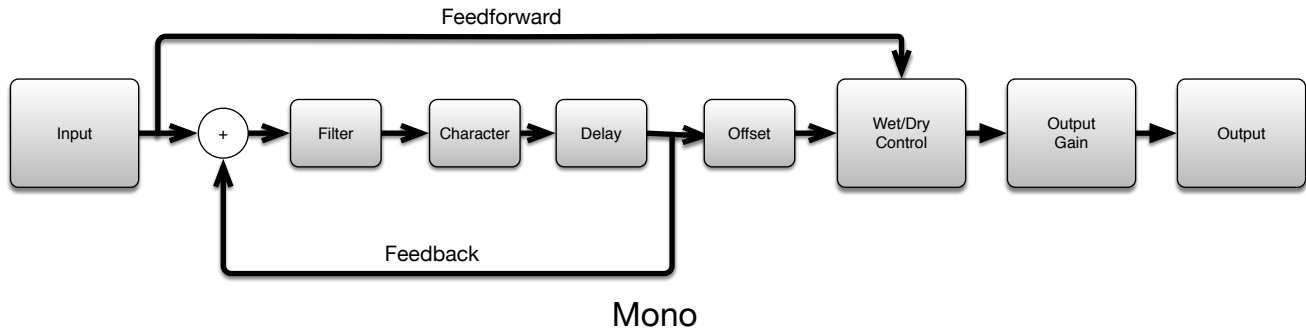 Feedforward
Input
+
Filter
Character
Delay
Offset
Wet/Dry
Control
Output
Gain
Output
Feedback
Mono